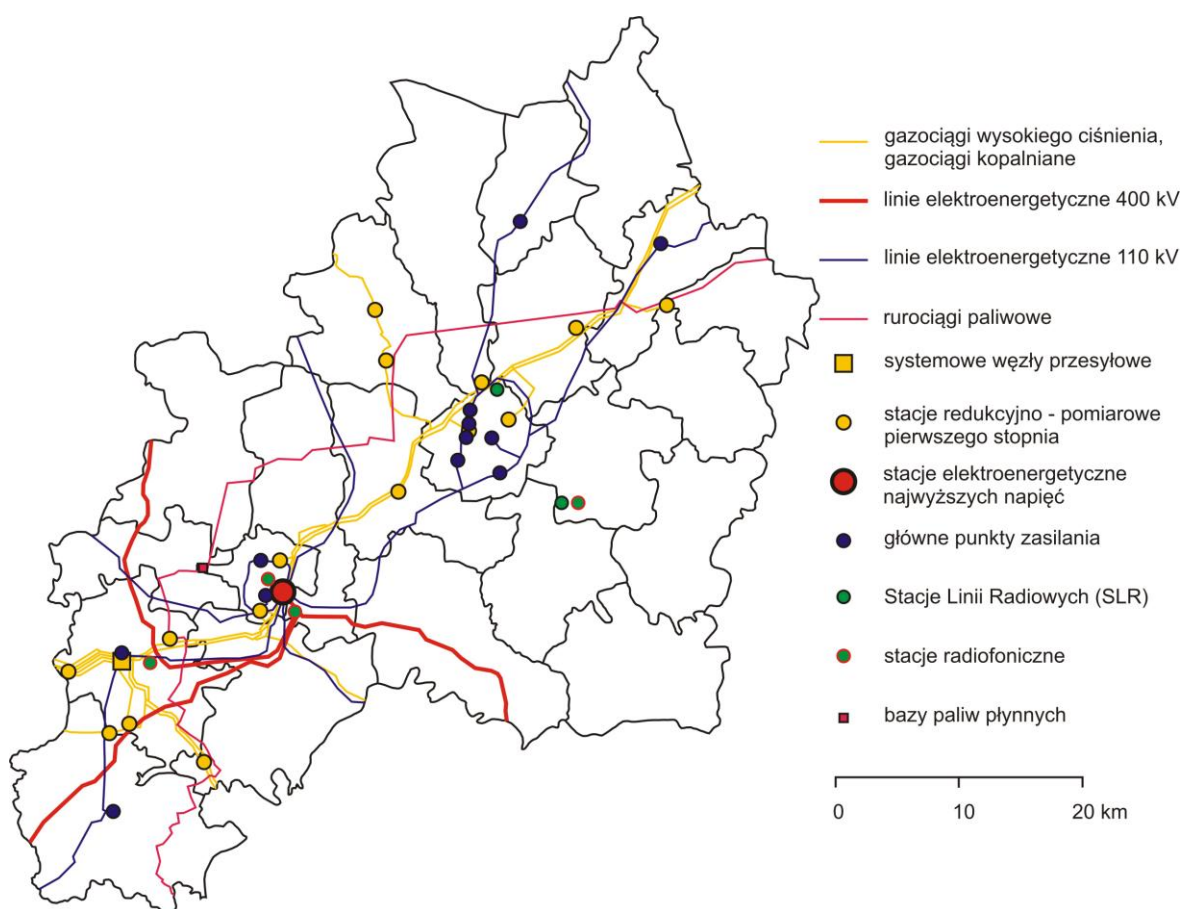 gazociągi wysokiego ciśnienia,
gazociągi kopalniane
linie elektroenergetyczne 400 kV
linie elektroenergetyczne 110 kV
rurociągi paliwowe
systemowe węzły przesyłowe
stacje redukcyjno - pomiarowe
pierwszego stopnia
stacje elektroenergetyczne
najwyższych napięć
główne punkty zasilania
Stacje Linii Radiowych (SLR)
stacje radiofoniczne
bazy paliw płynnych
0 10 20 km